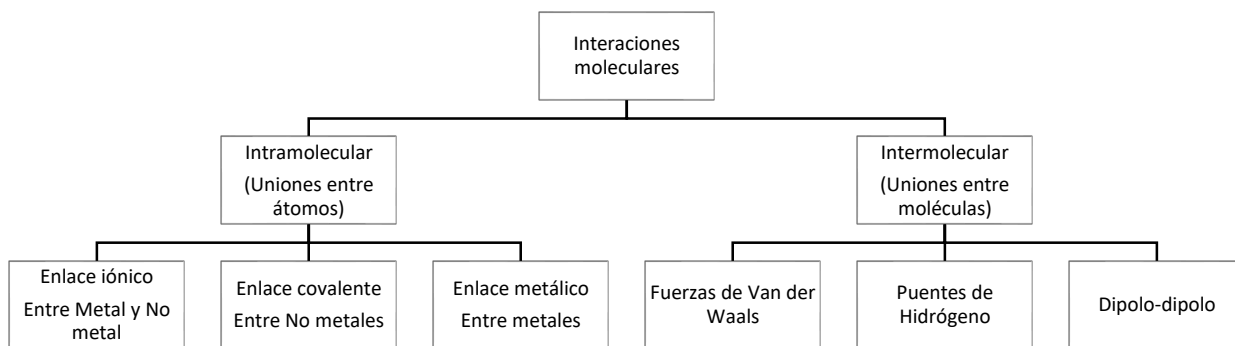 Interaciones
moleculares
Intramolecular
(Uniones entre
átomos)
Intermolecular
(Uniones entre
moléculas)
Enlace iónico
Entre Metal y No
metal
Enlace covalente
Entre No metales
Enlace metálico
Entre metales
Fuerzas de Van der
Waals
Puentes de
Hidrógeno
Dipolo-dipolo